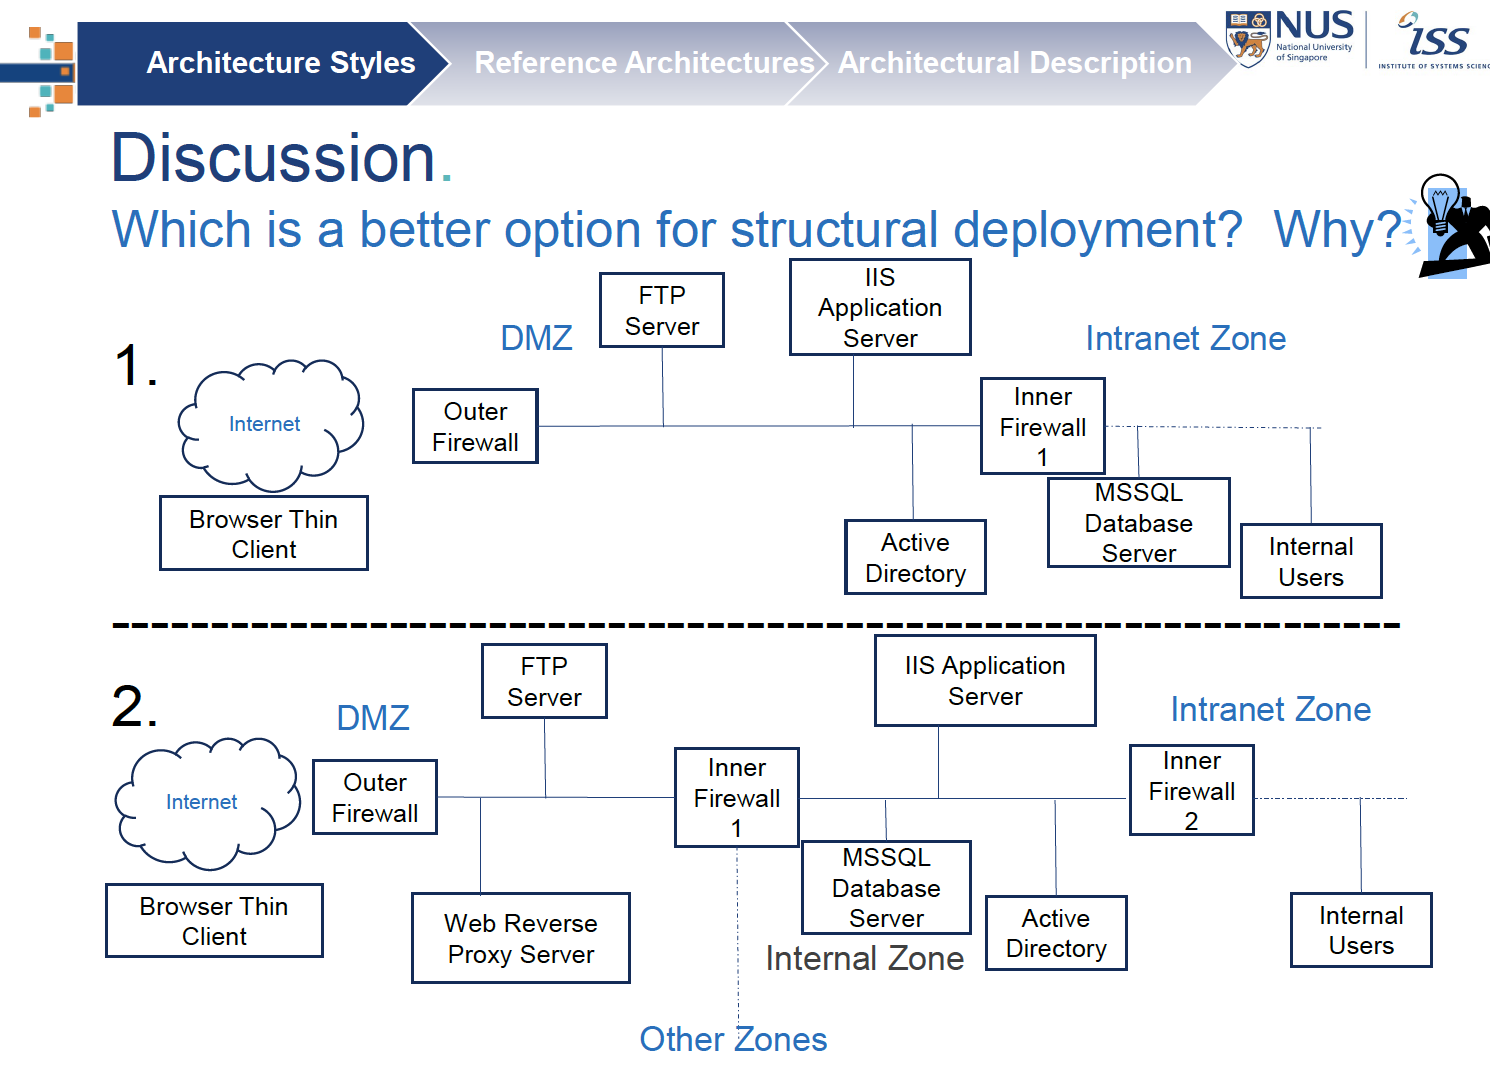 Architecture Styles
Reference Architectures
Architectural Description
NUS
National University
of Singapore
ISS
INSTITUTE OF SYSTEMS SCIENC
Discussion.
Which is a better option for structural deployment? Why?
1.
Internet
Browser Thin
Client
DMZ
Outer
Firewall
FTP
Server
IIS
Application
Server
Active
Directory
Intranet Zone
Inner
Firewall
1
MSSQL
Database
Server
Internal
Users
2.
Internet
Browser Thin
Client
DMZ
Outer
Firewall
FTP
Server
Web Reverse
Proxy Server
Inner
Firewall
1
IIS Application
Server
MSSQL
Database
Server
Internal Zone
Active
Directory
Intranet Zone
Inner
Firewall
2
Internal
Users
Other Zones